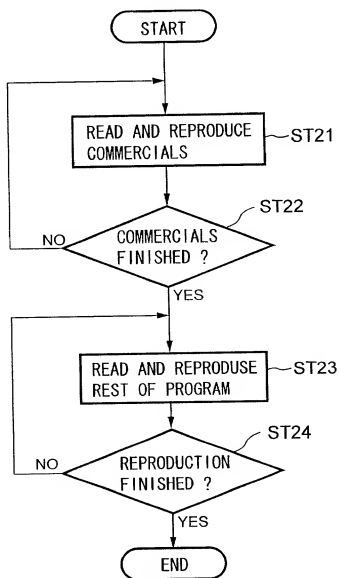 START
READ AND REPRODUCE
COMMERCIALS
ST21
ST22
COMMERCIALS
FINISHED ?
NO
YES
READ AND REPRODUSE
REST OF PROGRAM
ST23
ST24
REPRODUCTION
FINISHED ?
NO
YES
END